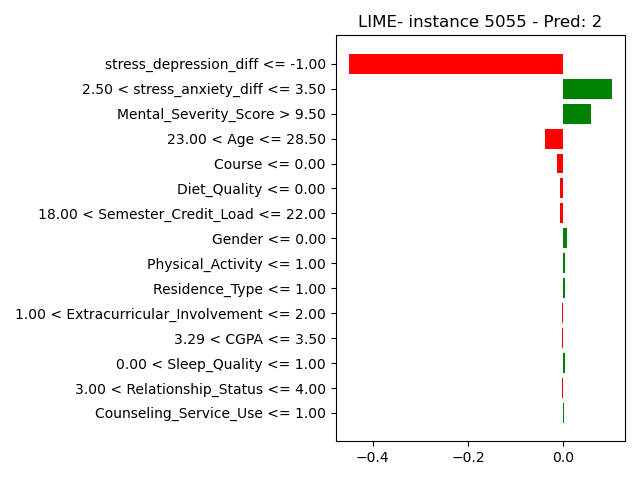 LIME- instance 5055 - Pred: 2
stress_depression_diff <= -1.00
2.50 < stress_anxiety_diff <= 3.50
Mental_Severity_Score > 9.50
23.00 < Age <= 28.50
Course <= 0.00
Diet_Quality <= 0.00
18.00 < Semester_Credit_Load <= 22.00
Gender <= 0.00
Physical_Activity <= 1.00
Residence_Type <= 1.00
1.00 < Extracurricular_Involvement <= 2.00
3.29 < CGPA <= 3.50
0.00 < Sleep_Quality <= 1.00
3.00 < Relationship_Status <= 4.00
Counseling_Service_Use <= 1.00
−0.4 −0.2 0.0